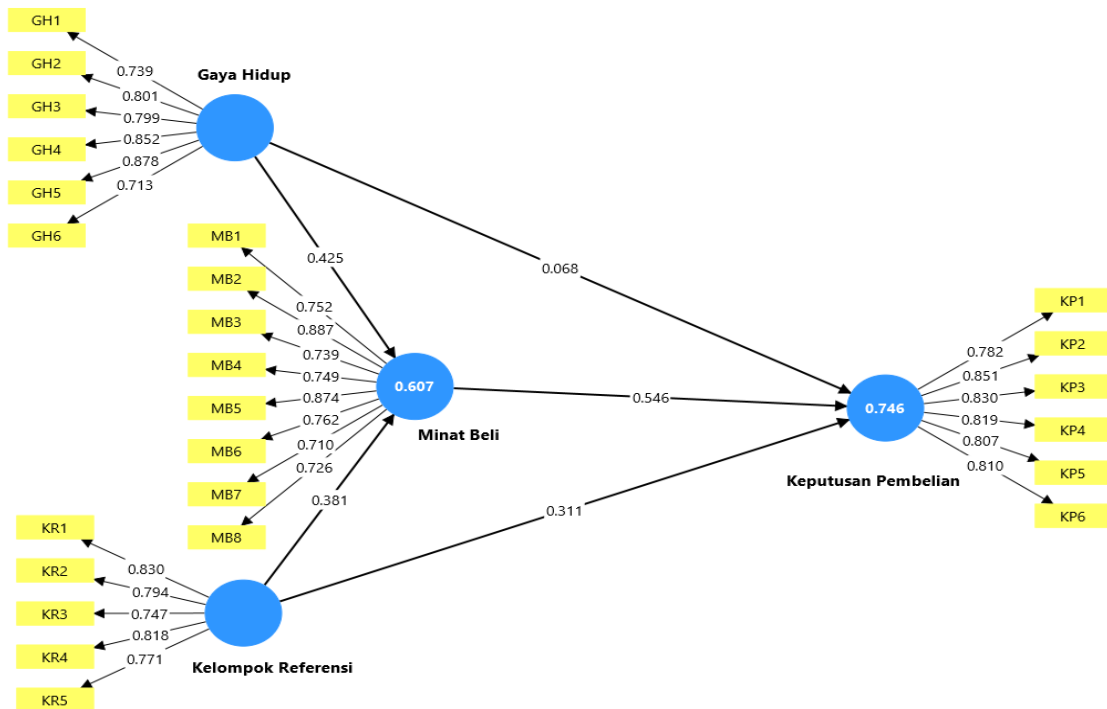 GH1
GH2
GH3
GH4
GH5
GH6
0.739
0.801
0.799
0.852
0.878
0.713
Gaya Hidup
0.425
0.068
MB1
MB2
MB3
MB4
MB5
MB6
MB7
MB8
0.752
0.887
0.739
0.749
0.874
0.762
0.710
0.726
0.607
Minat Beli
0.546
0.381
0.311
KR1
KR2
KR3
KR4
KR5
0.830
0.794
0.747
0.818
0.771
Kelompok Referensi
0.746
Keputusan Pembelian
0.782
0.851
0.830
0.819
0.807
0.810
KP1
KP2
KP3
KP4
KP5
KP6